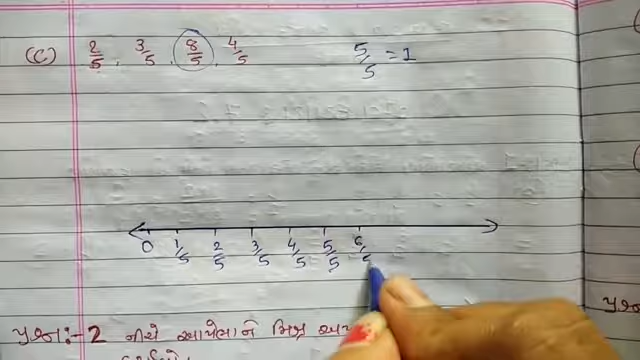 (C) 2/5, 3/5, 8/5, 4/5 5/5 = 1
0 1/5 2/5 3/5 4/5 5/5 6/5
પ્રશ્ન:- 2 નીચે આપેલાને મિશ્ર